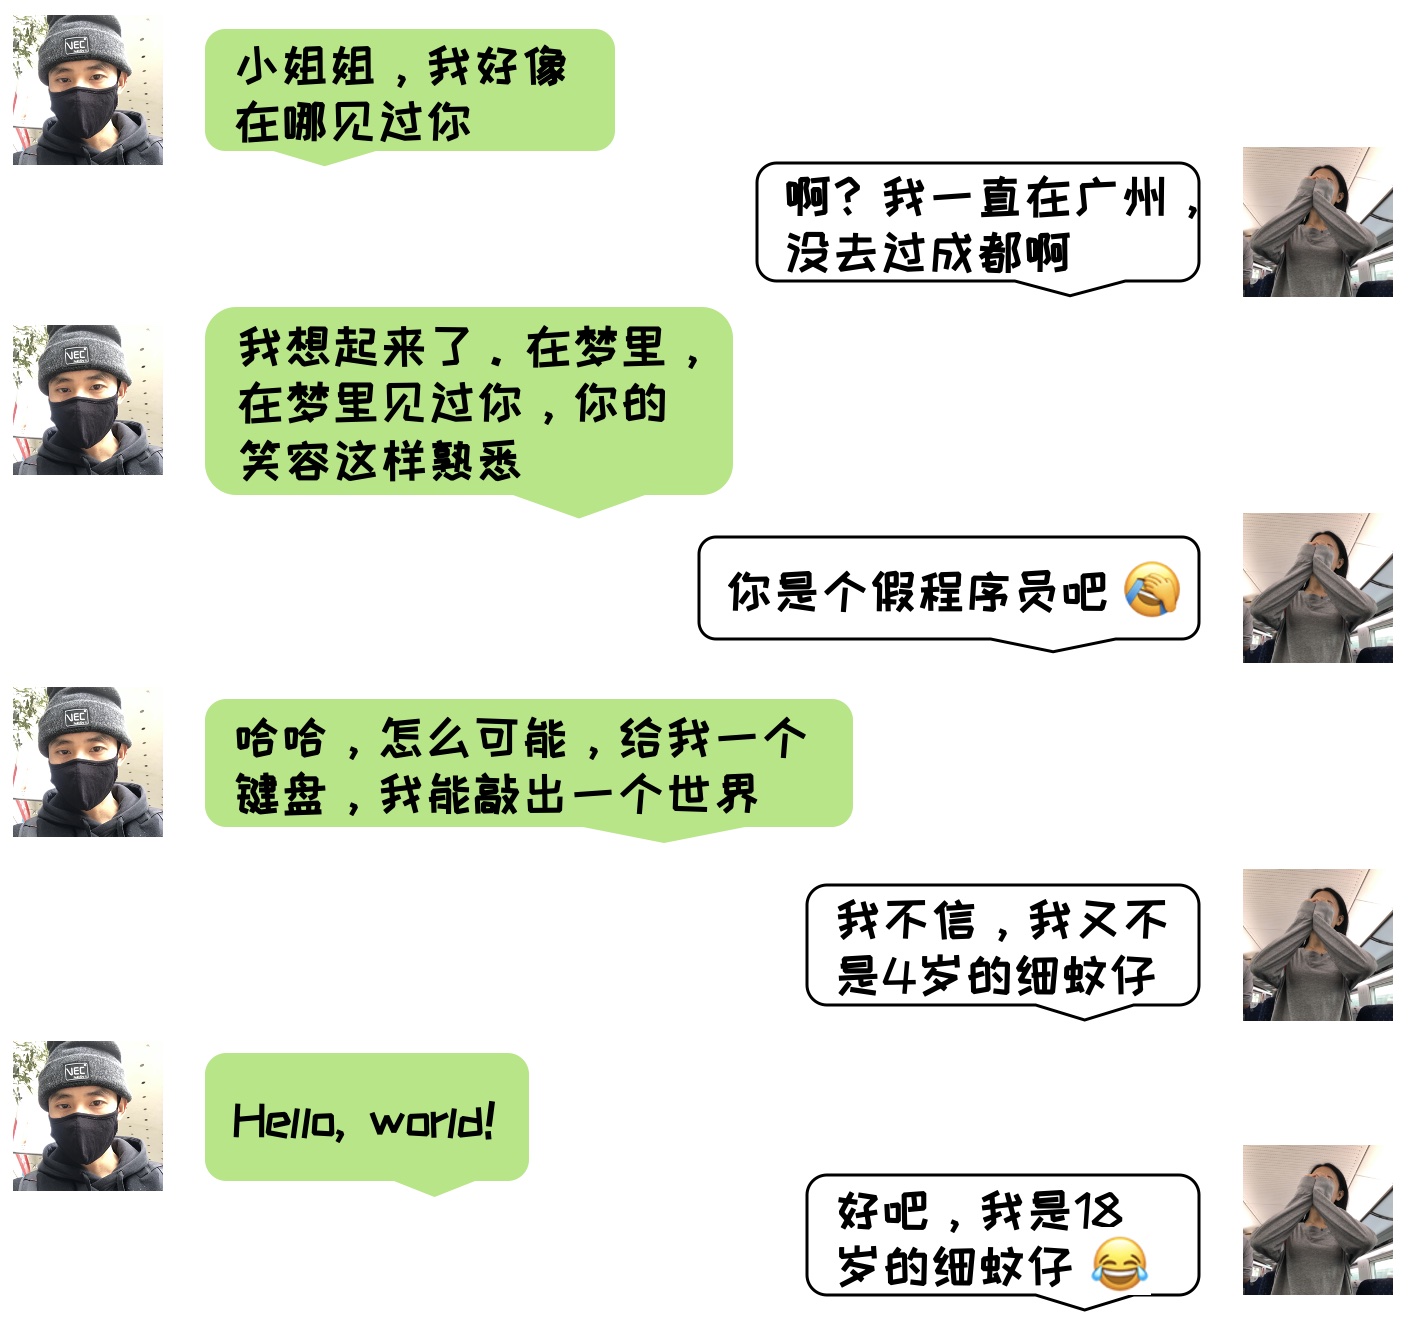 小姐姐，我好像
在哪见过你
啊？我一直在广州，
没去过成都啊
我想起来了。在梦里，
在梦里见过你，你的
笑容这样熟悉
你是个假程序员吧🤦
哈哈，怎么可能，给我一个
键盘，我能敲出一个世界
我不信，我又不
是4岁的细蚊仔
Hello, world!
好吧，我是18
岁的细蚊仔😂